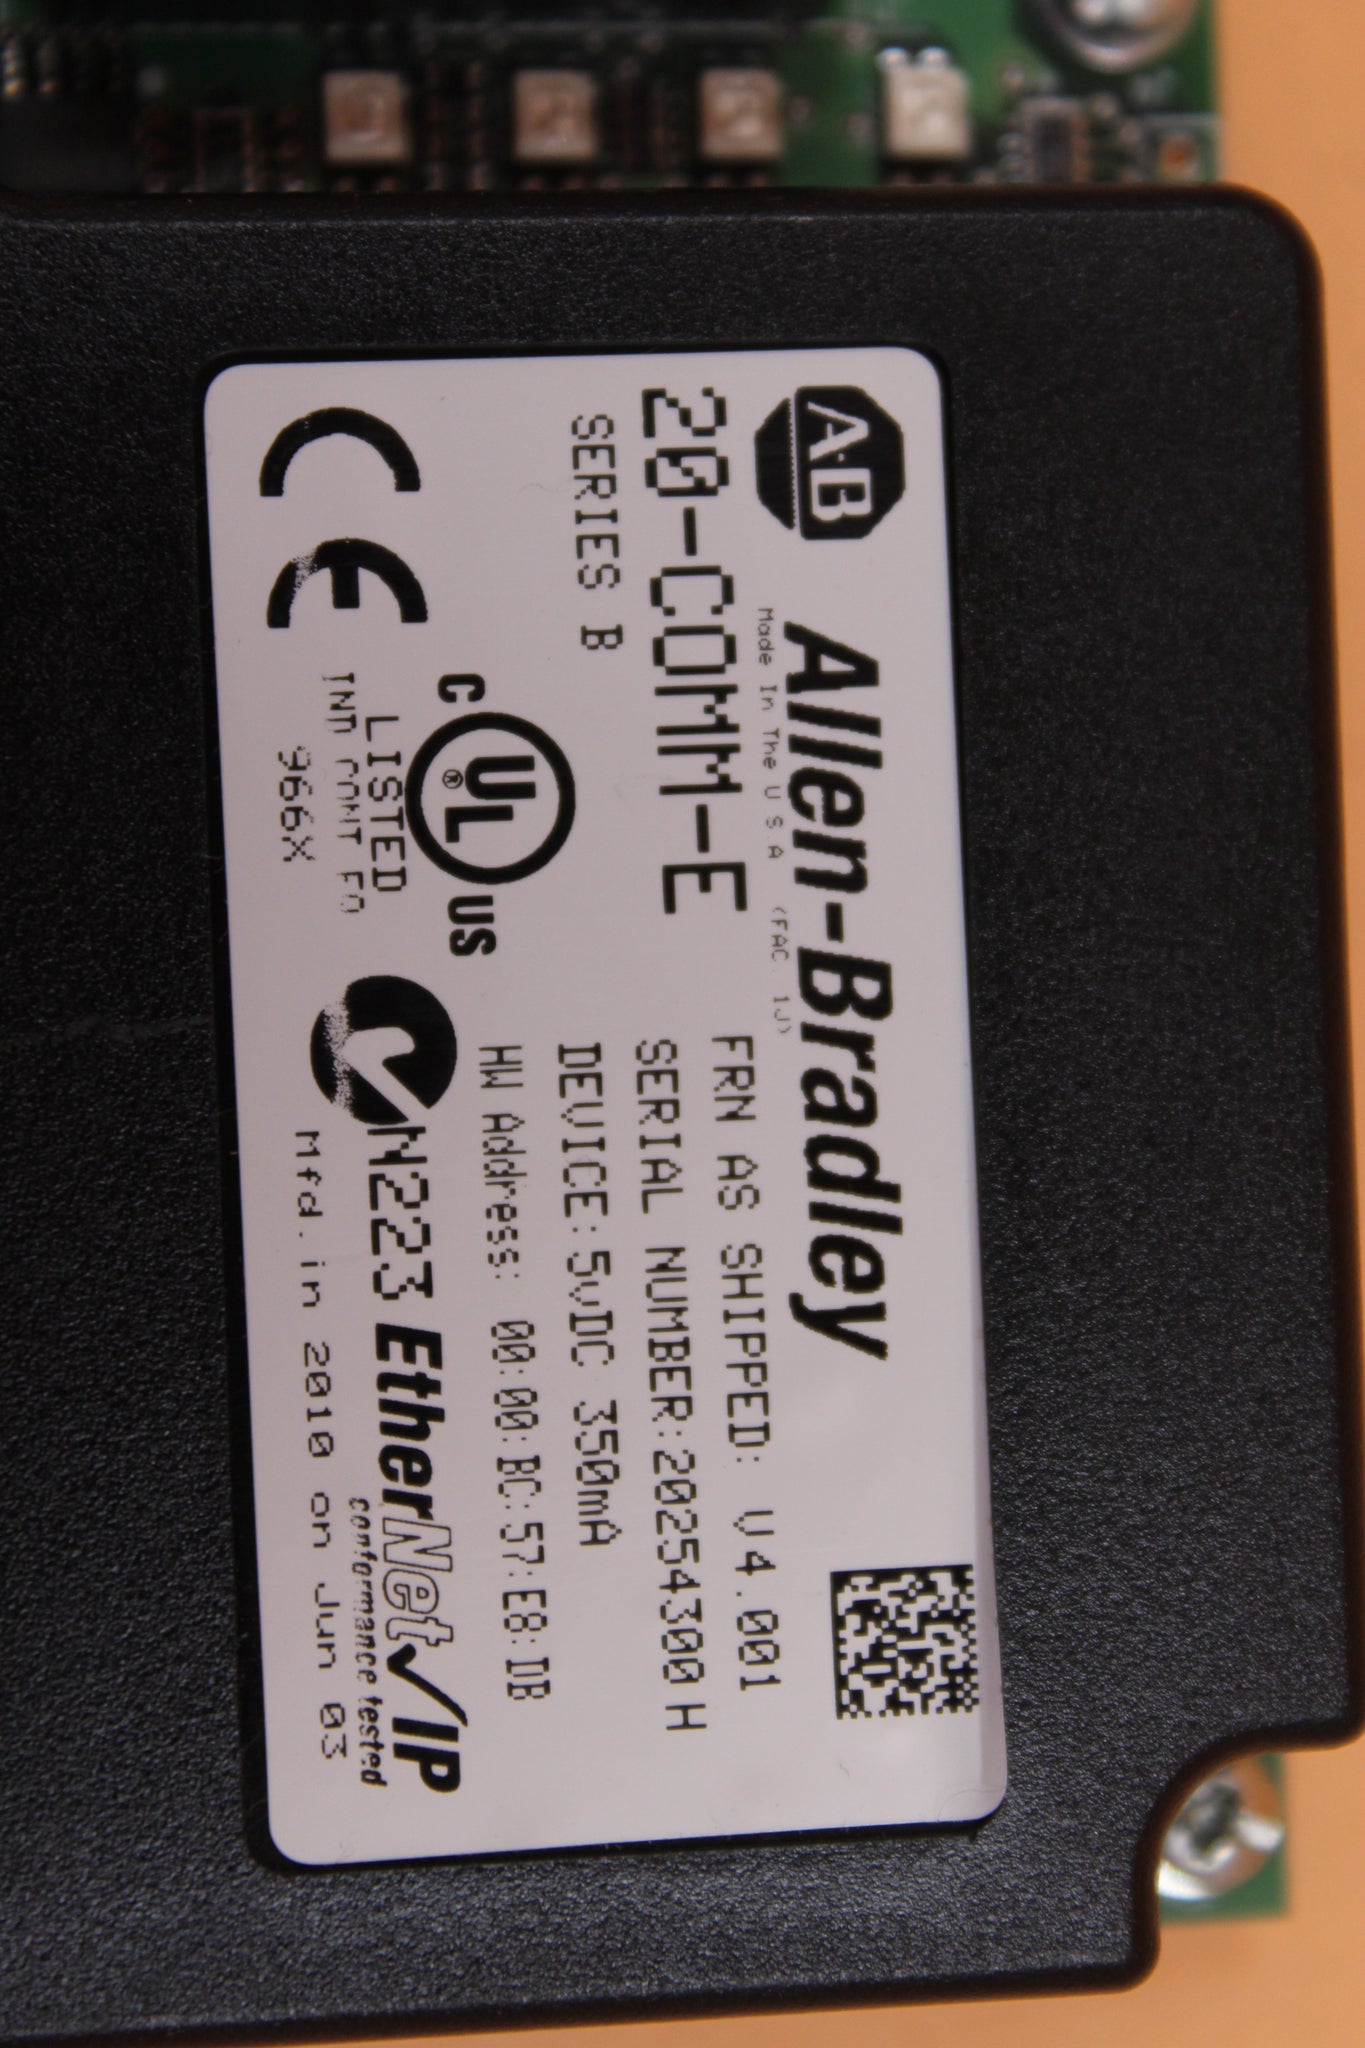 A-B
Allen-Bradley
Made In The U.S.A (FAC. 1J)
20-COMM-E
SERIES B
FRN AS SHIPPED: V4.001
SERIAL NUMBER:20254300 H
DEVICE:5vDC 350mA
HW Address: 00:00:BC:57:E8:DB
CE
C UL® US
LISTED
IND CONT EQ
966X
N223
EtherNet/IP
conformance tested
Mfd. in 2010 on Jun 03